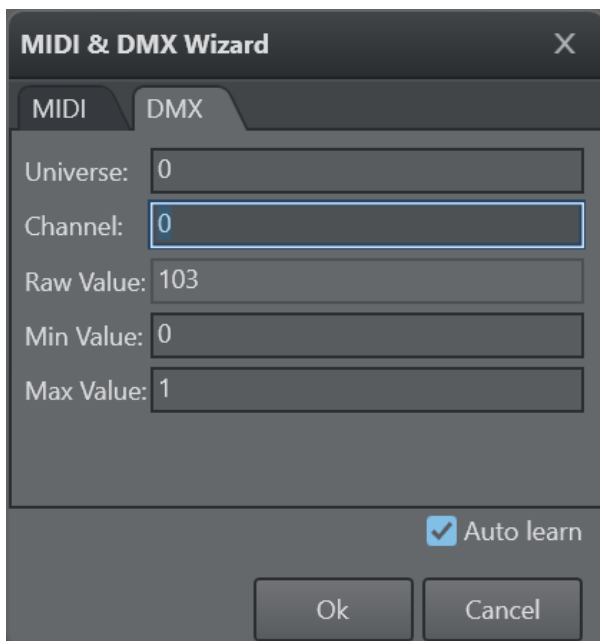 MIDI & DMX Wizard X
MIDI DMX
Universe: 0
Channel: 0
Raw Value: 103
Min Value: 0
Max Value: 1
Auto learn
Ok Cancel